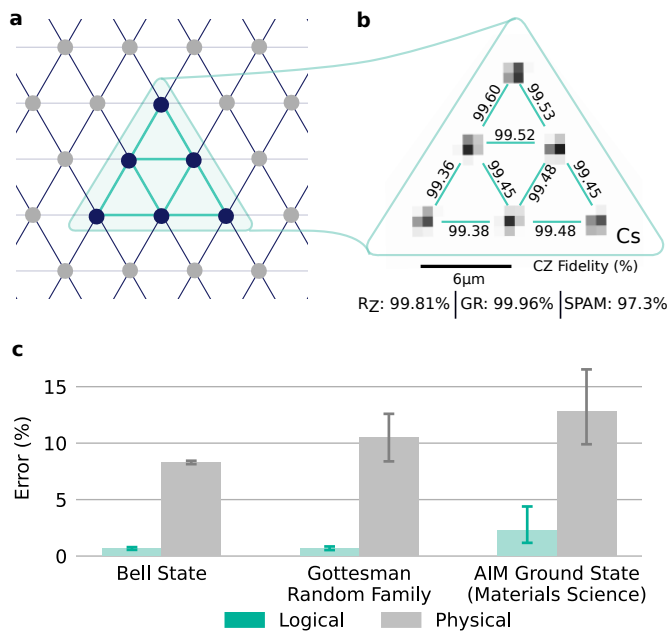 a
b
99.60
99.53
99.52
99.36
99.45
99.48
99.45
99.38
99.48
Cs
6μm
CZ Fidelity (%)
RZ: 99.81% GR: 99.96% SPAM: 97.3%
c
Error (%)
15
10
5
0
Bell State
Gottesman
Random Family
AIM Ground State
(Materials Science)
Logical
Physical